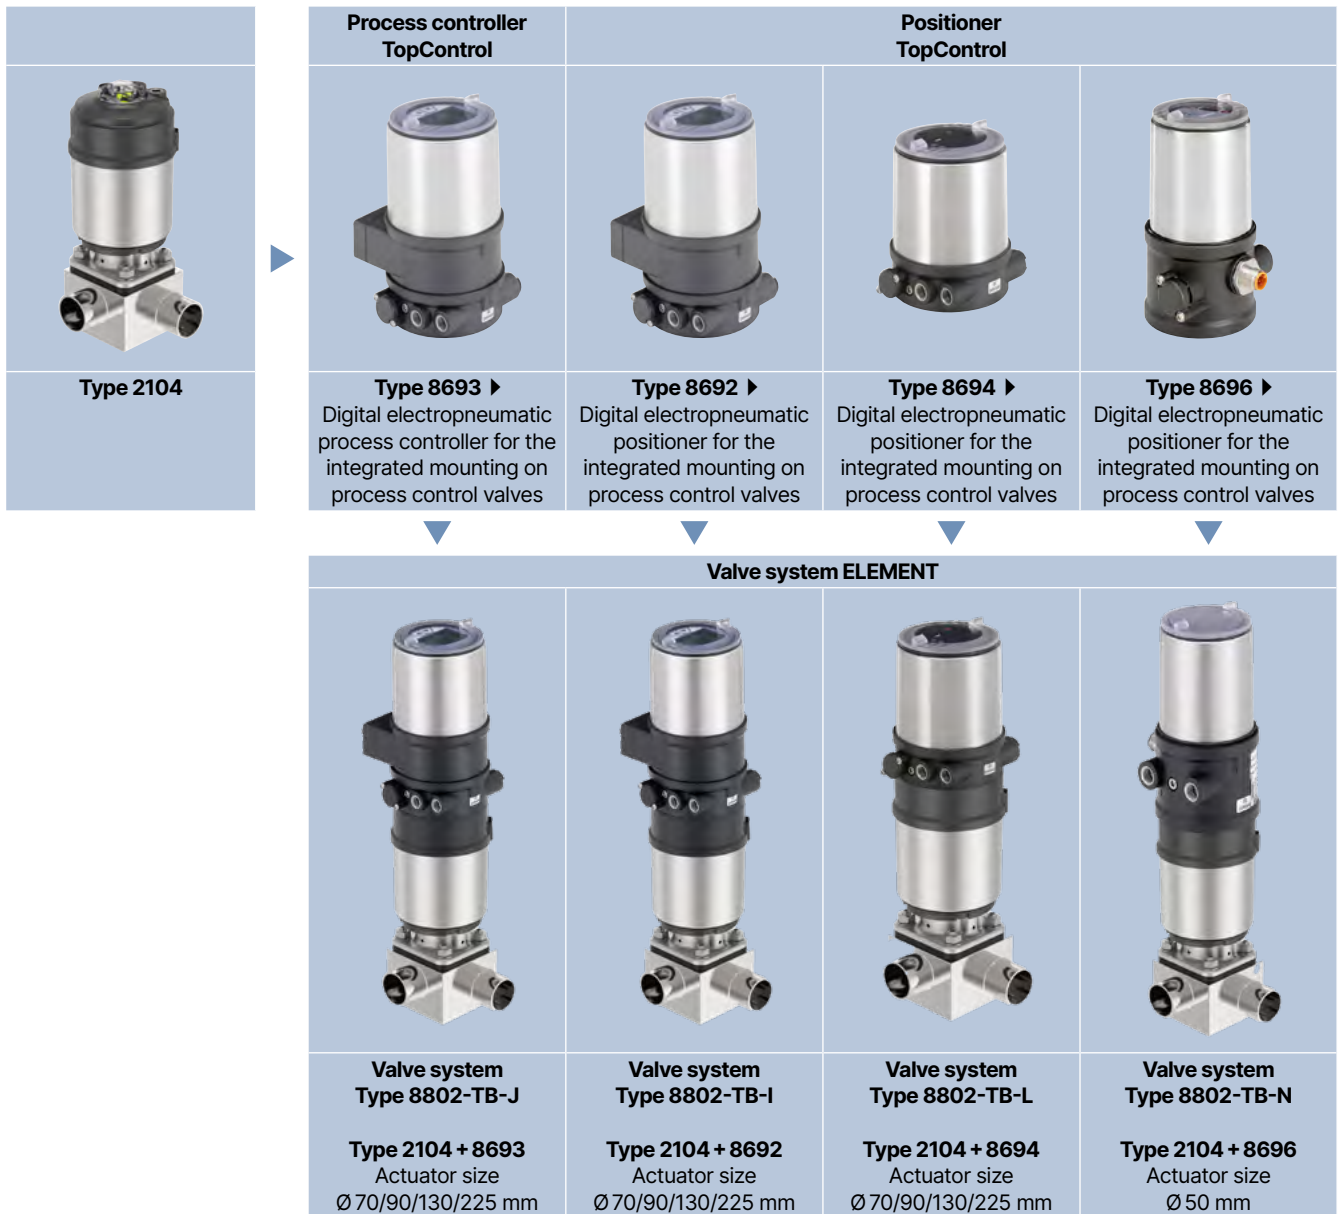 Process controller
TopControl
Positioner
TopControl
Type 2104
Type 8693
Digital electropneumatic
process controller for the
integrated mounting on
process control valves
Type 8692
Digital electropneumatic
positioner for the
integrated mounting on
process control valves
Type 8694
Digital electropneumatic
positioner for the
integrated mounting on
process control valves
Type 8696
Digital electropneumatic
positioner for the
integrated mounting on
process control valves
Valve system ELEMENT
Valve system
Type 8802-TB-J
Type 2104 + 8693
Actuator size
Ø 70/90/130/225 mm
Valve system
Type 8802-TB-I
Type 2104 + 8692
Actuator size
Ø 70/90/130/225 mm
Valve system
Type 8802-TB-L
Type 2104 + 8694
Actuator size
Ø 70/90/130/225 mm
Valve system
Type 8802-TB-N
Type 2104 + 8696
Actuator size
Ø 50 mm